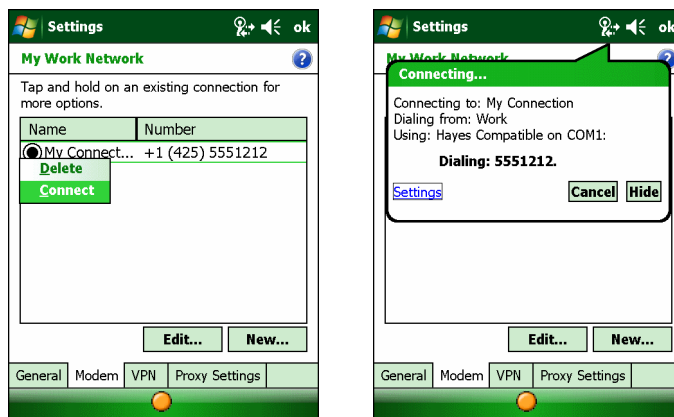 Settings
ok
My Work Network
?
Tap and hold on an existing connection for
more options.
Name
Number
My Connect...
+1 (425) 5551212
Delete
Connect
Edit...
New...
General
Modem
VPN
Proxy Settings
Settings
ok
My Work Network
?
Connecting...
Connecting to: My Connection
Dialing from: Work
Using: Hayes Compatible on COM1:
Dialing: 5551212.
Settings
Cancel
Hide
Edit...
New...
General
Modem
VPN
Proxy Settings